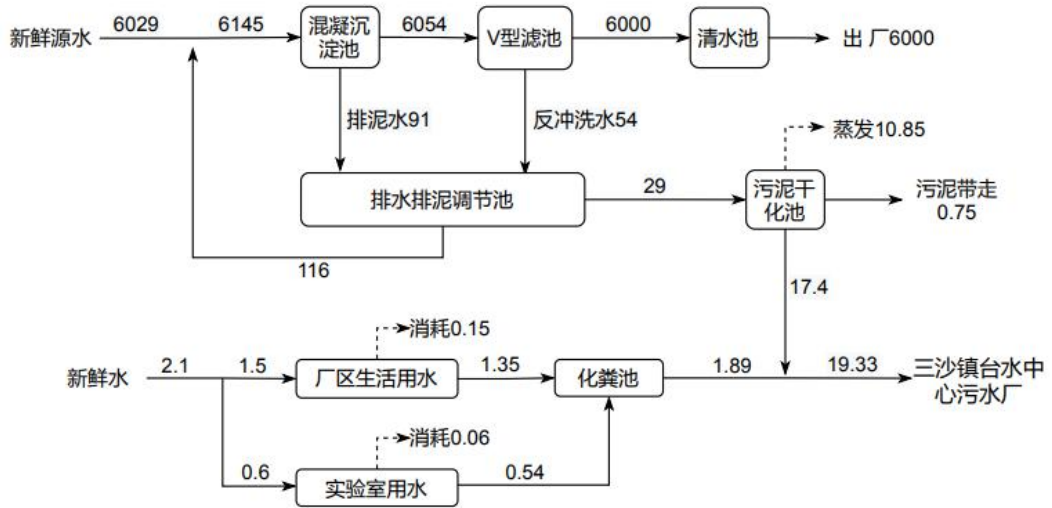 新鲜源水
6029
6145
混凝沉
淀池
6054
V型滤池
6000
清水池
出 厂6000
排泥水91
反冲洗水54
蒸发10.85
排水排泥调节池
29
污泥干
化池
污泥带走
0.75
116
17.4
消耗0.15
新鲜水
2.1
1.5
厂区生活用水
1.35
化粪池
1.89
19.33
三沙镇台水中
心污水厂
消耗0.06
0.6
实验室用水
0.54